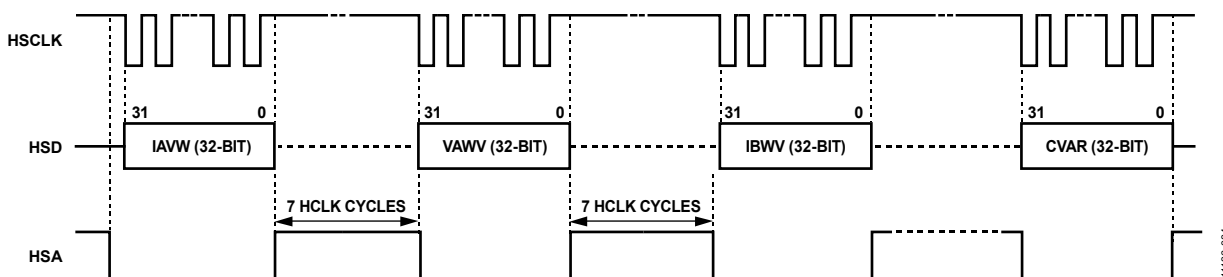 HSCLK
31 0 31 0 31 0 31 0
HSD IAVW (32-BIT) VAWV (32-BIT) IBWV (32-BIT) CVAR (32-BIT)
7 HCLK CYCLES 7 HCLK CYCLES
HSA